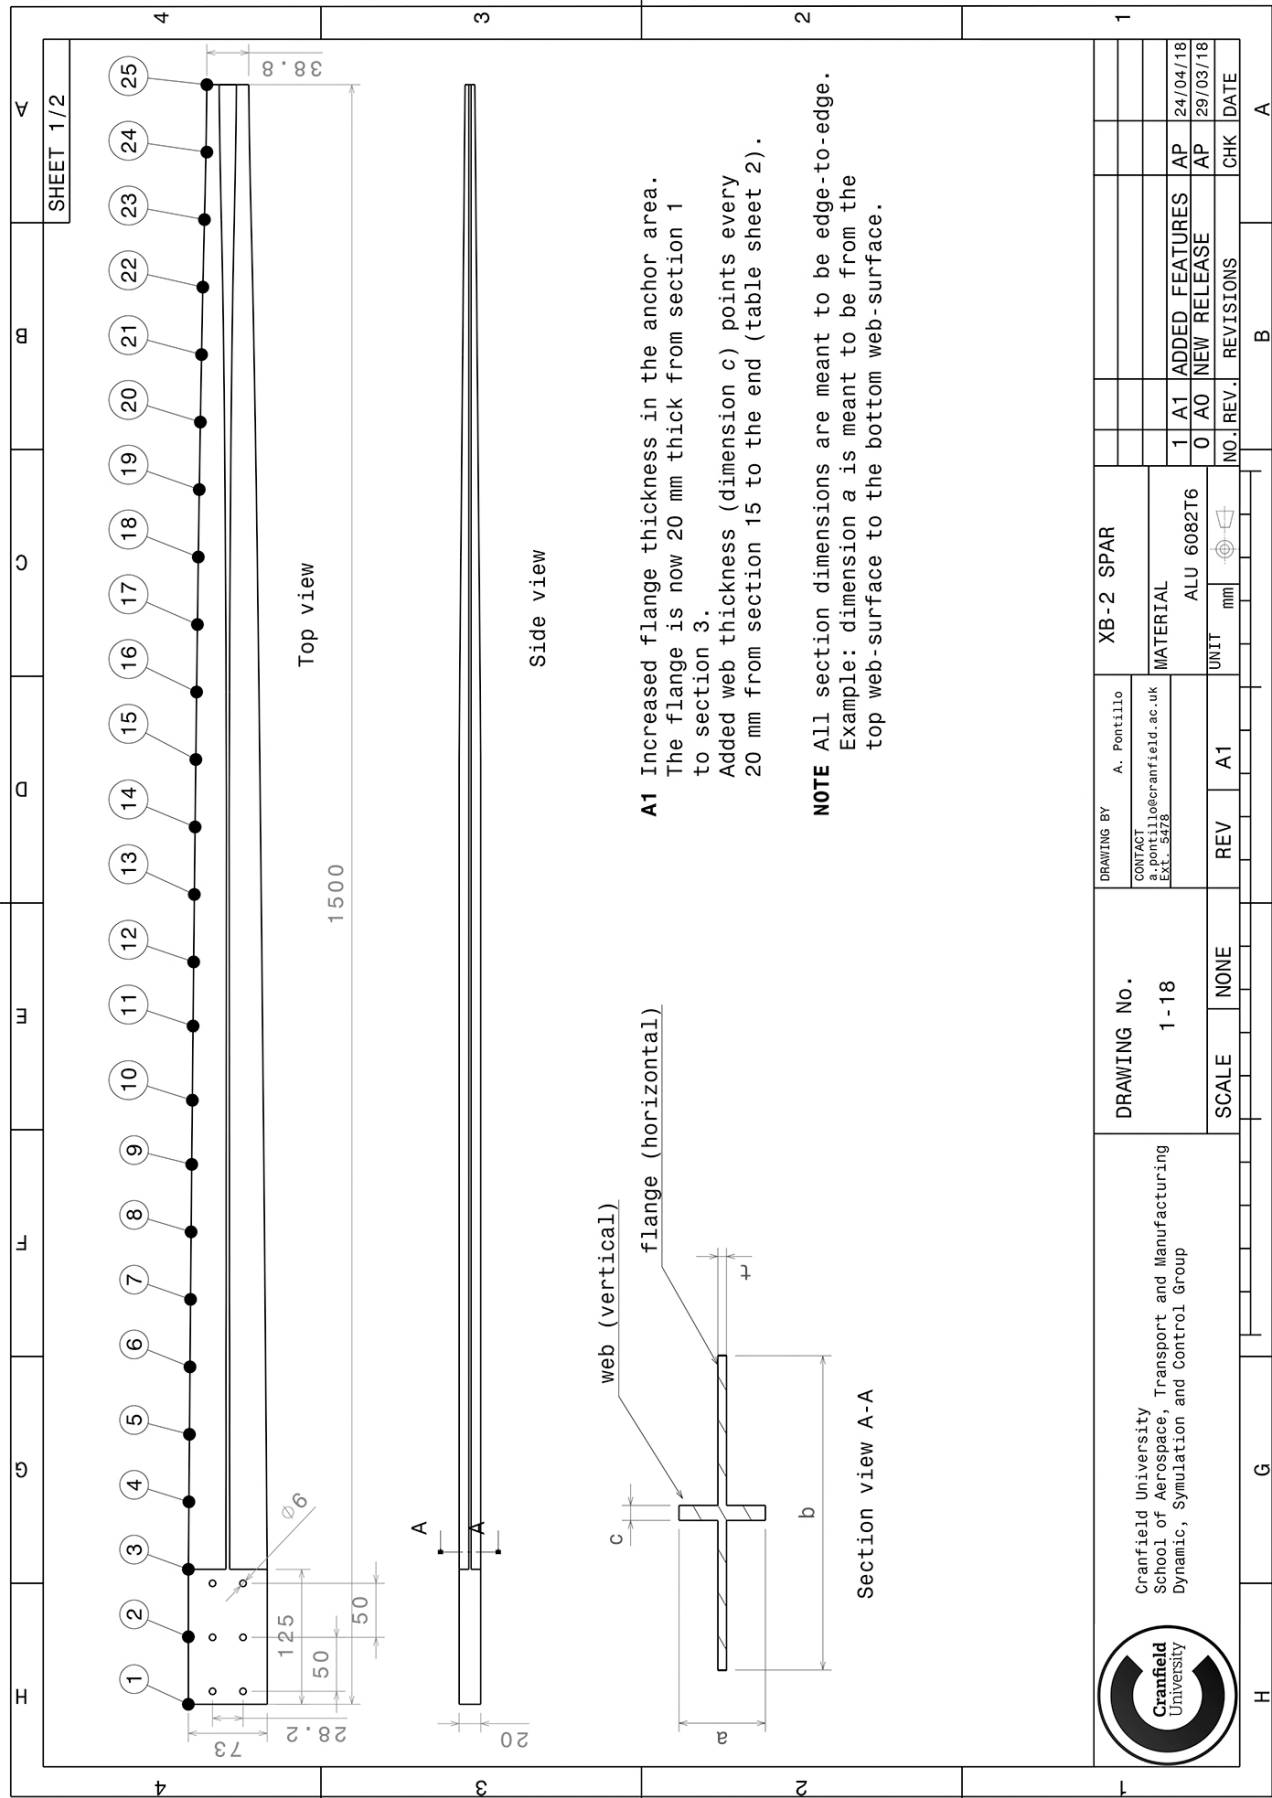 H G F E D C B A
SHEET 1/2
4
1 2 3 4 5 6 7 8 9 10 11 12 13 14 15 16 17 18 19 20 21 22 23 24 25
73
28.2
50
125
50
Ø6
1500
38.8
Top view
3
20
A
A
Side view
web (vertical)
flange (horizontal)
c
a
t
b
Section view A-A
A1 Increased flange thickness in the anchor area.
The flange is now 20 mm thick from section 1
to section 3.
Added web thickness (dimension c) points every
20 mm from section 15 to the end (table sheet 2).
2
NOTE All section dimensions are meant to be edge-to-edge.
Example: dimension a is meant to be from the
top web-surface to the bottom web-surface.
1
Cranfield
University
Cranfield University
School of Aerospace, Transport and Manufacturing
Dynamic, Symulation and Control Group
DRAWING No.
1-18
SCALE NONE
DRAWING BY
A. Pontillo
CONTACT
a.pontillo@cranfield.ac.uk
Ext. 5478
REV A1
XB-2 SPAR
MATERIAL
ALU 6082T6
UNIT mm
1 A1 ADDED FEATURES AP 24/04/18
0 A0 NEW RELEASE AP 29/03/18
NO. REV. REVISIONS CHK DATE
H G B A
4
3
2
1